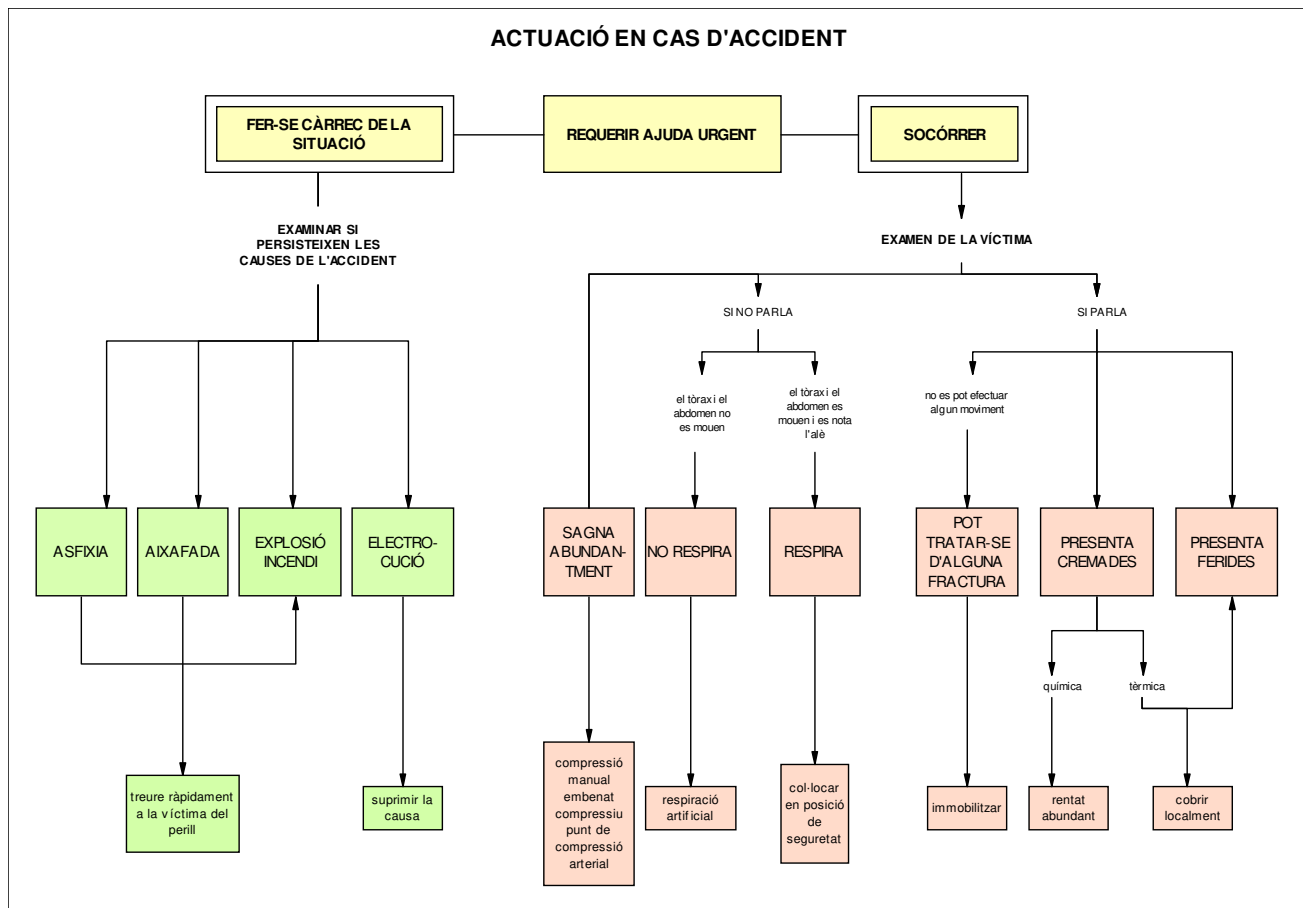 ACTUACIÓ EN CAS D'ACCIDENT
FER-SE CÀRREC DE LA
SITUACIÓ
REQUERIR AJUDA URGENT
SOCÓRRER
EXAMINAR SI
PERSISTEIXEN LES
CAUSES DE L'ACCIDENT
EXAMEN DE LA VÍCTIMA
SI NO PARLA
SI PARLA
el tòrax i el
abdomen no
es mouen
el tòrax i el
abdomen es
mouen i es nota
l'alè
no es pot efectuar
algun moviment
ASFIXIA
AIXAFADA
EXPLOSIÓ
INCENDI
ELECTRO-
CUCIÓ
SAGNA
ABUNDAN-
TMENT
NO RESPIRA
RESPIRA
POT
TRATAR-SE
D'ALGUNA
FRACTURA
PRESENTA
CREMADES
PRESENTA
FERIDES
química
tèrmica
treure ràpidament
a la víctima del
perill
suprimir la
causa
compressió
manual
embenat
compressiu
punt de
compressió
arterial
respiració
artificial
col·locar
en posició
de
seguretat
immobilitzar
rentat
abundant
cobrir
localment